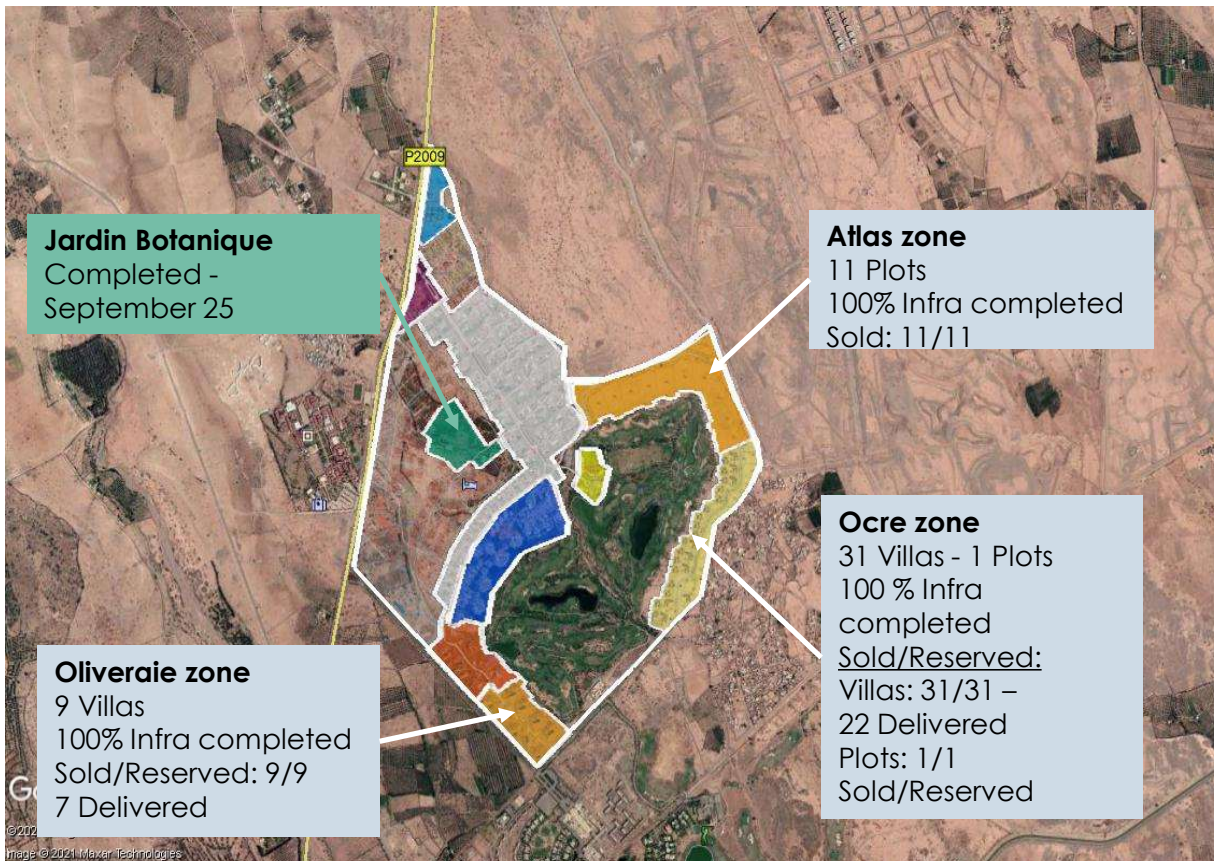 P2009
Jardin Botanique
Completed -
September 25
Atlas zone
11 Plots
100% Infra completed
Sold: 11/11
Ocre zone
31 Villas - 1 Plots
100 % Infra
completed
Sold/Reserved:
Villas: 31/31 –
22 Delivered
Plots: 1/1
Sold/Reserved
Oliveraie zone
9 Villas
100% Infra completed
Sold/Reserved: 9/9
7 Delivered
Image © 2021 Maxar Technologies